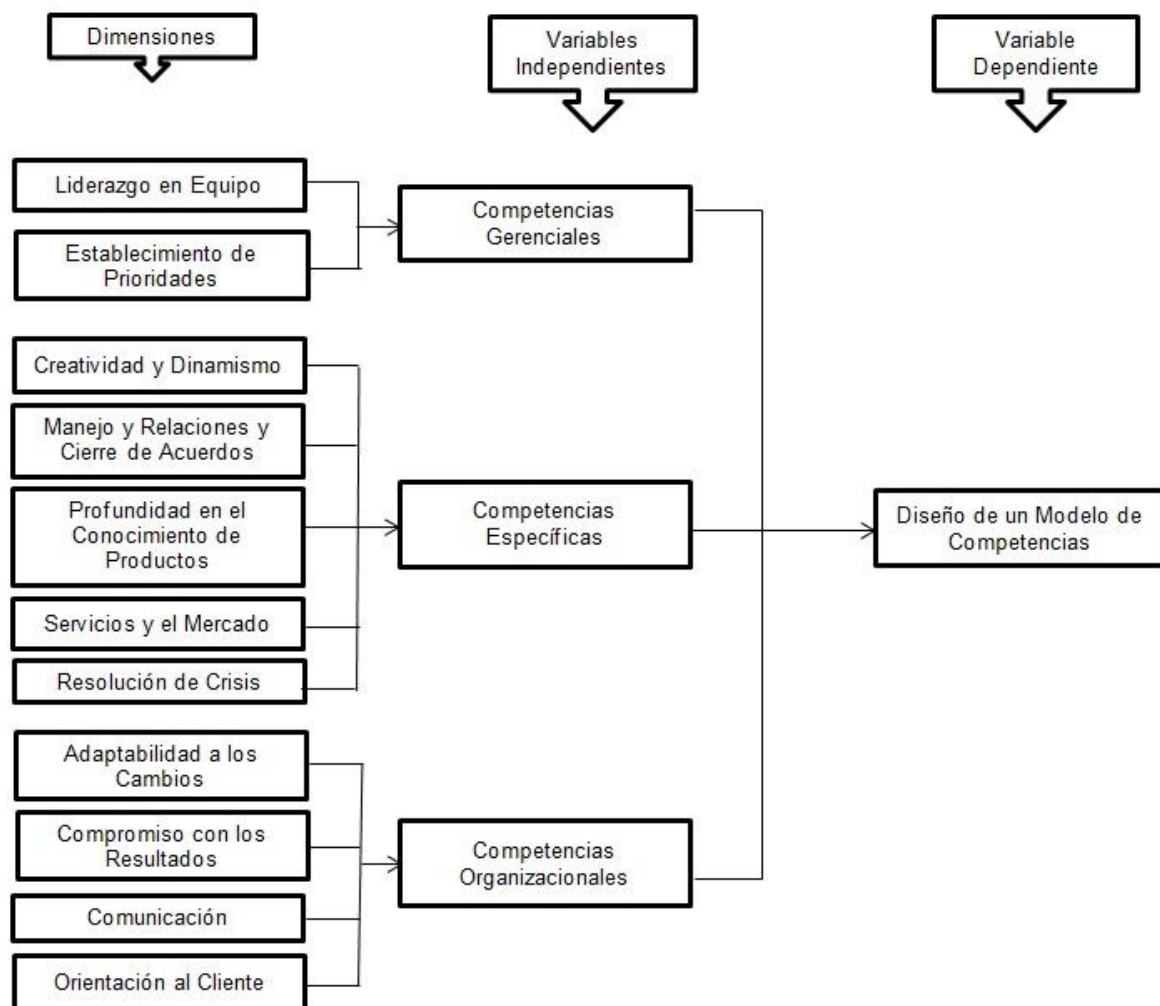 Dimensiones
Variables
Independientes
Variable
Dependiente
Liderazgo en Equipo
Establecimiento de
Prioridades
Competencias
Gerenciales
Creatividad y Dinamismo
Manejo y Relaciones y
Cierre de Acuerdos
Profundidad en el
Conocimiento de
Productos
Servicios y el Mercado
Resolución de Crisis
Competencias
Específicas
Diseño de un Modelo de
Competencias
Adaptabilidad a los
Cambios
Compromiso con los
Resultados
Comunicación
Orientación al Cliente
Competencias
Organizacionales